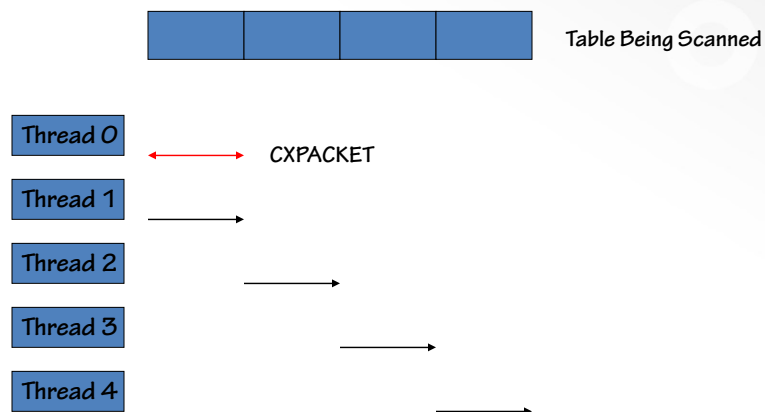 Table Being Scanned
Thread 0
CXPACKET
Thread 1
Thread 2
Thread 3
Thread 4